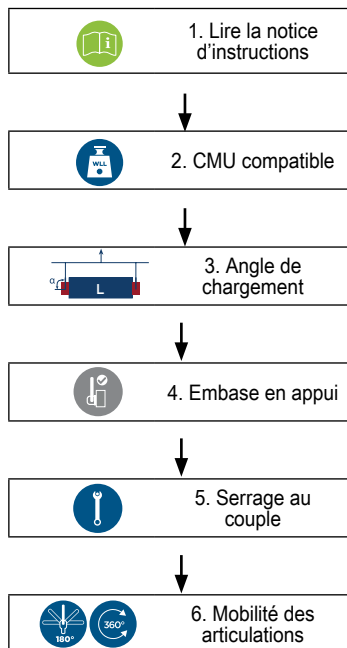 1. Lire la notice
d’instructions
i
WLL
2. CMU compatible
α
L
3. Angle de
chargement
4. Embase en appui
5. Serrage au
couple
180°
360°
6. Mobilité des
articulations